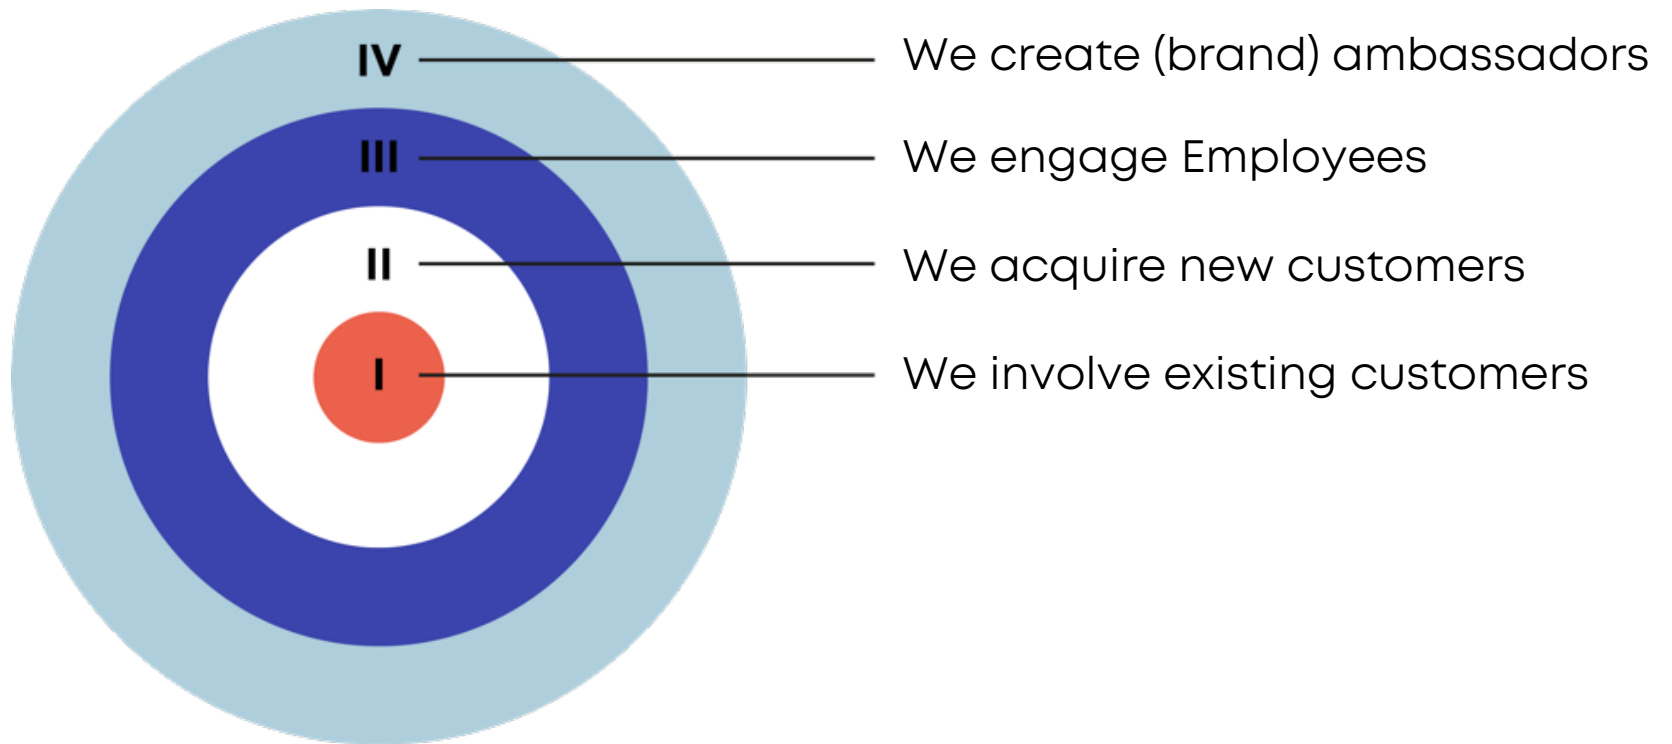 IV We create (brand) ambassadors
III We engage Employees
II We acquire new customers
I We involve existing customers